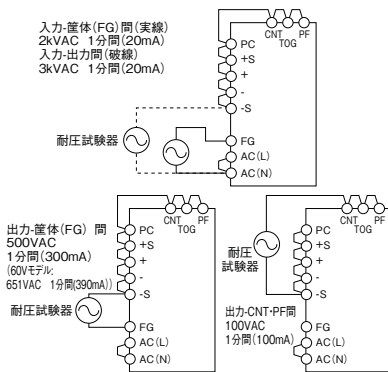 入力-筐体(FG)間(実線)
2kVAC 1分間(20mA)
入力-出力間(破線)
3kVAC 1分間(20mA)
CNT PF
TOG
PC
+S
+
-
-S
耐圧試験器
FG
AC(L)
AC(N)
出力-筐体(FG) 間
500VAC
1分間(300mA)
(60Vモデル:
651VAC 1分間(390mA))
耐圧試験器
CNT PF
TOG
PC
+S
+
-
-S
FG
AC(L)
AC(N)
耐圧
試験器
出力-CNT・PF間
100VAC
1分間(100mA)
CNT PF
TOG
PC
+S
+
-
-S
FG
AC(L)
AC(N)